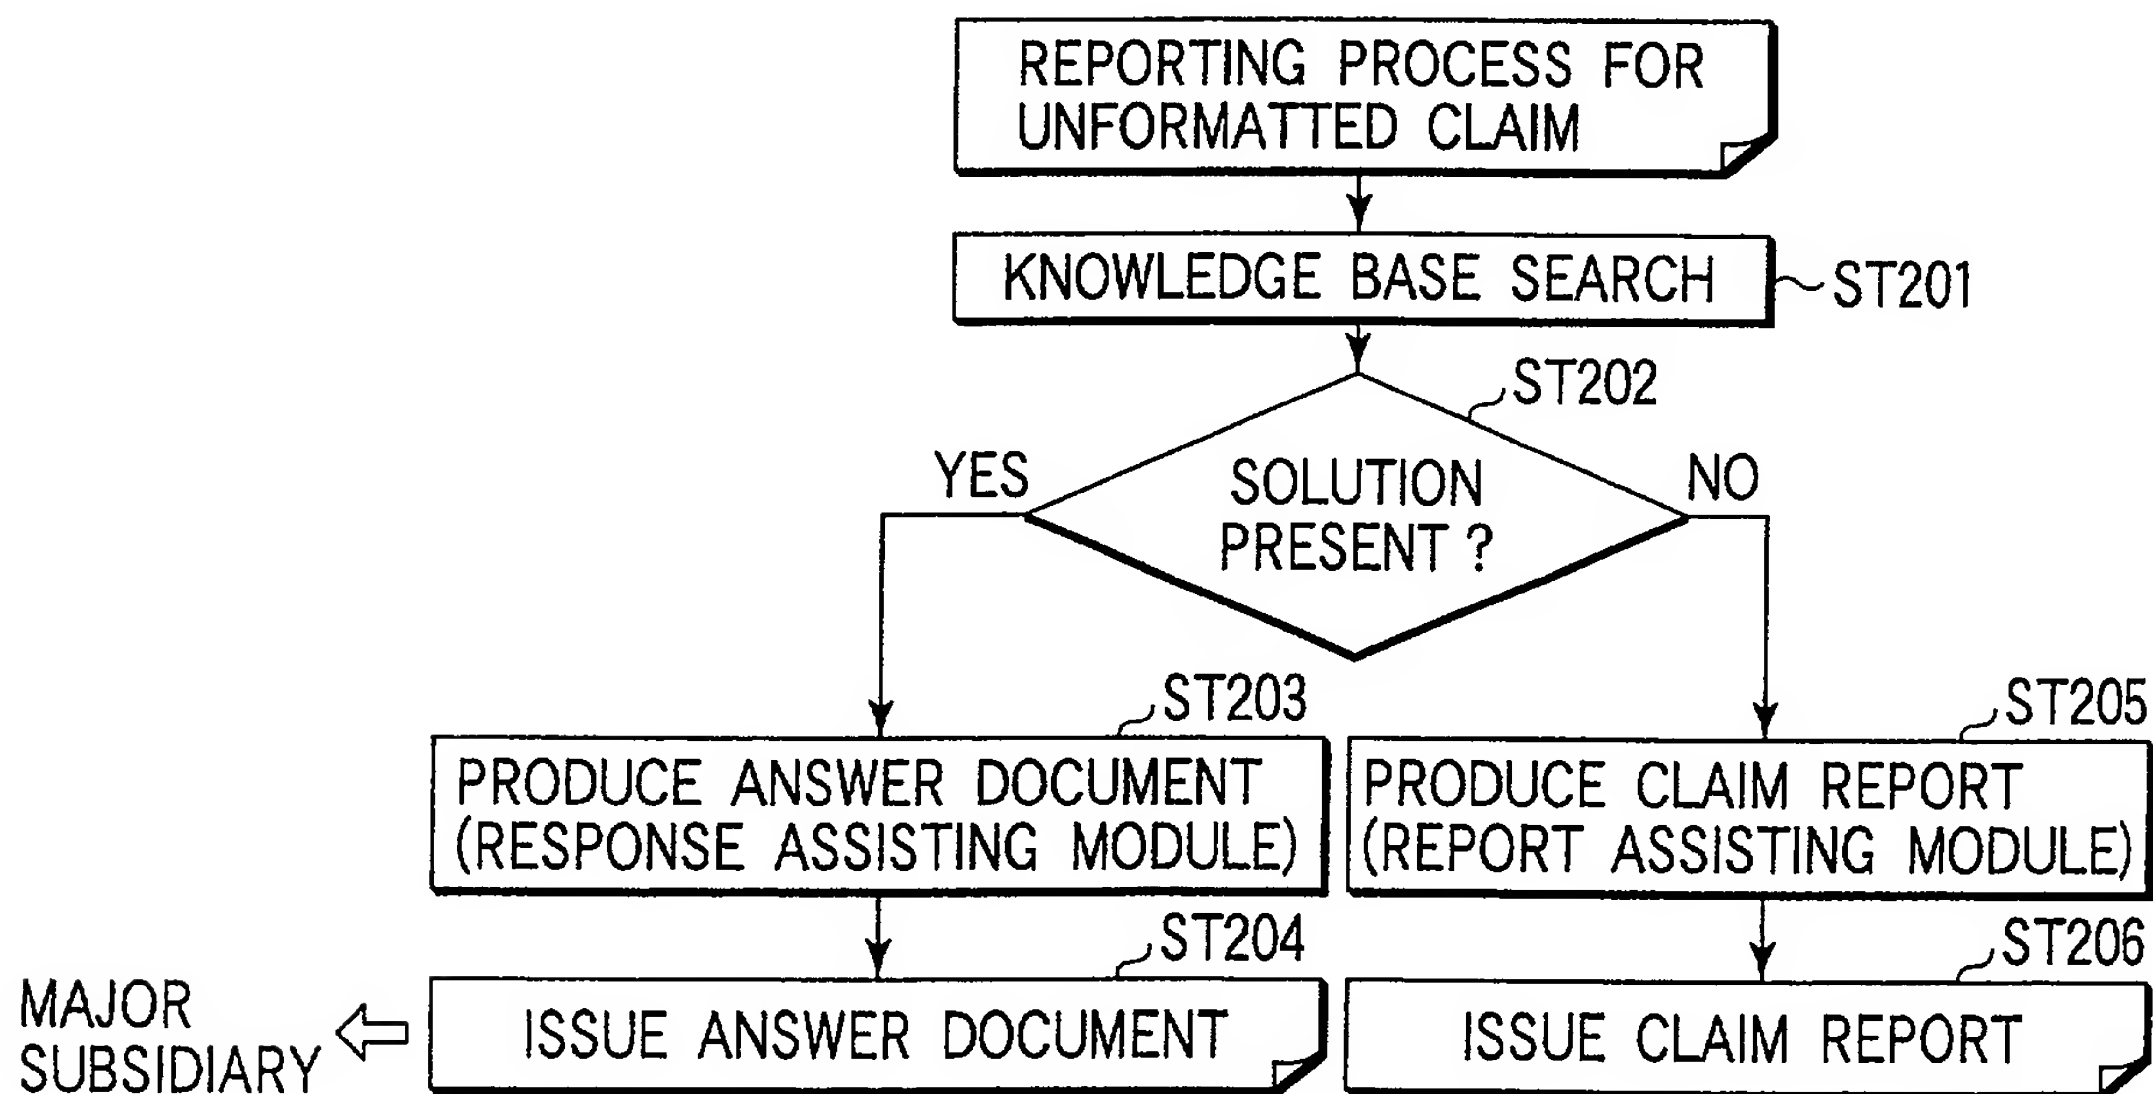 REPORTING PROCESS FOR
UNFORMATTED CLAIM
KNOWLEDGE BASE SEARCH
ST201
ST202
YES
SOLUTION
PRESENT ?
NO
ST203
PRODUCE ANSWER DOCUMENT
(RESPONSE ASSISTING MODULE)
ST205
PRODUCE CLAIM REPORT
(REPORT ASSISTING MODULE)
ST204
ISSUE ANSWER DOCUMENT
MAJOR
SUBSIDIARY
ST206
ISSUE CLAIM REPORT